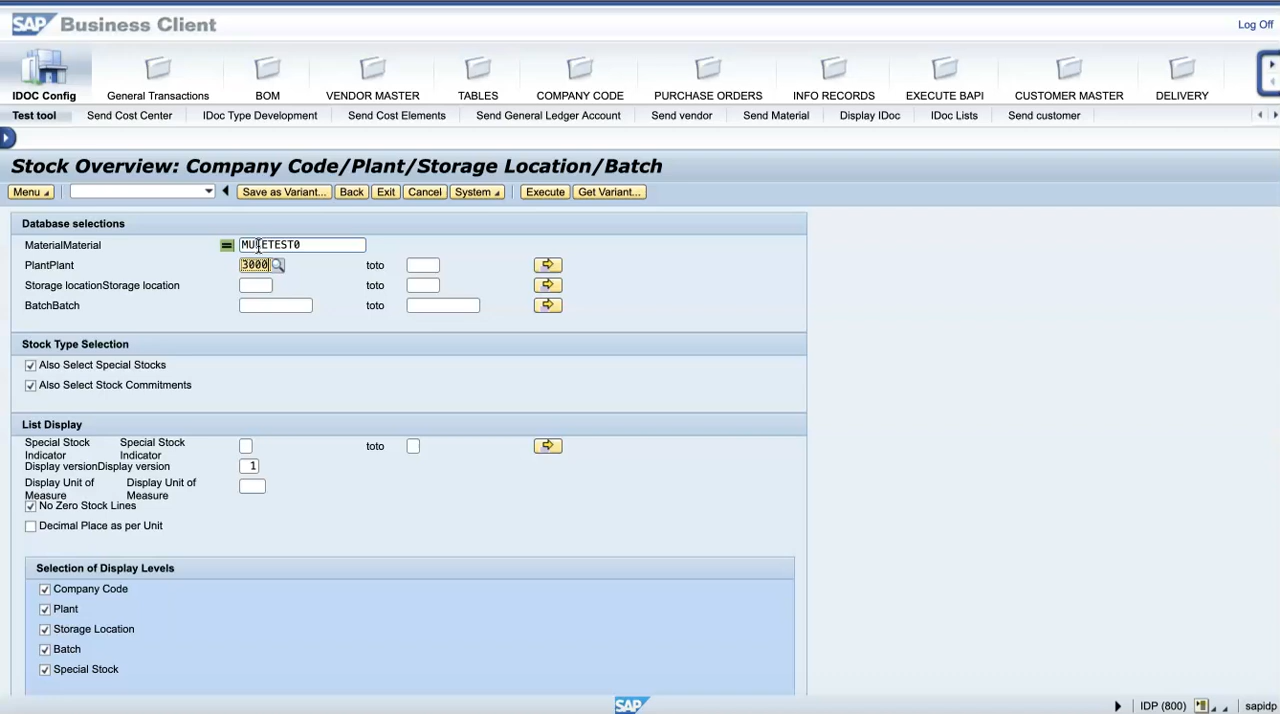 SAP Business Client
Log Off
IDOC Config General Transactions BOM VENDOR MASTER TABLES COMPANY CODE PURCHASE ORDERS INFO RECORDS EXECUTE BAPI CUSTOMER MASTER DELIVERY
Test tool Send Cost Center IDoc Type Development Send Cost Elements Send General Ledger Account Send vendor Send Material Display IDoc IDoc Lists Send customer
Stock Overview: Company Code/Plant/Storage Location/Batch
Menu Save as Variant... Back Exit Cancel System Execute Get Variant...
Database selections
MaterialMaterial MULETEST0
PlantPlant 3000 toto
Storage locationStorage location toto
BatchBatch toto
Stock Type Selection
Also Select Special Stocks
Also Select Stock Commitments
List Display
Special Stock Indicator Special Stock Indicator toto
Display versionDisplay version 1
Display Unit of Measure Display Unit of Measure
No Zero Stock Lines
Decimal Place as per Unit
Selection of Display Levels
Company Code
Plant
Storage Location
Batch
Special Stock
SAP IDP (800) sapidp